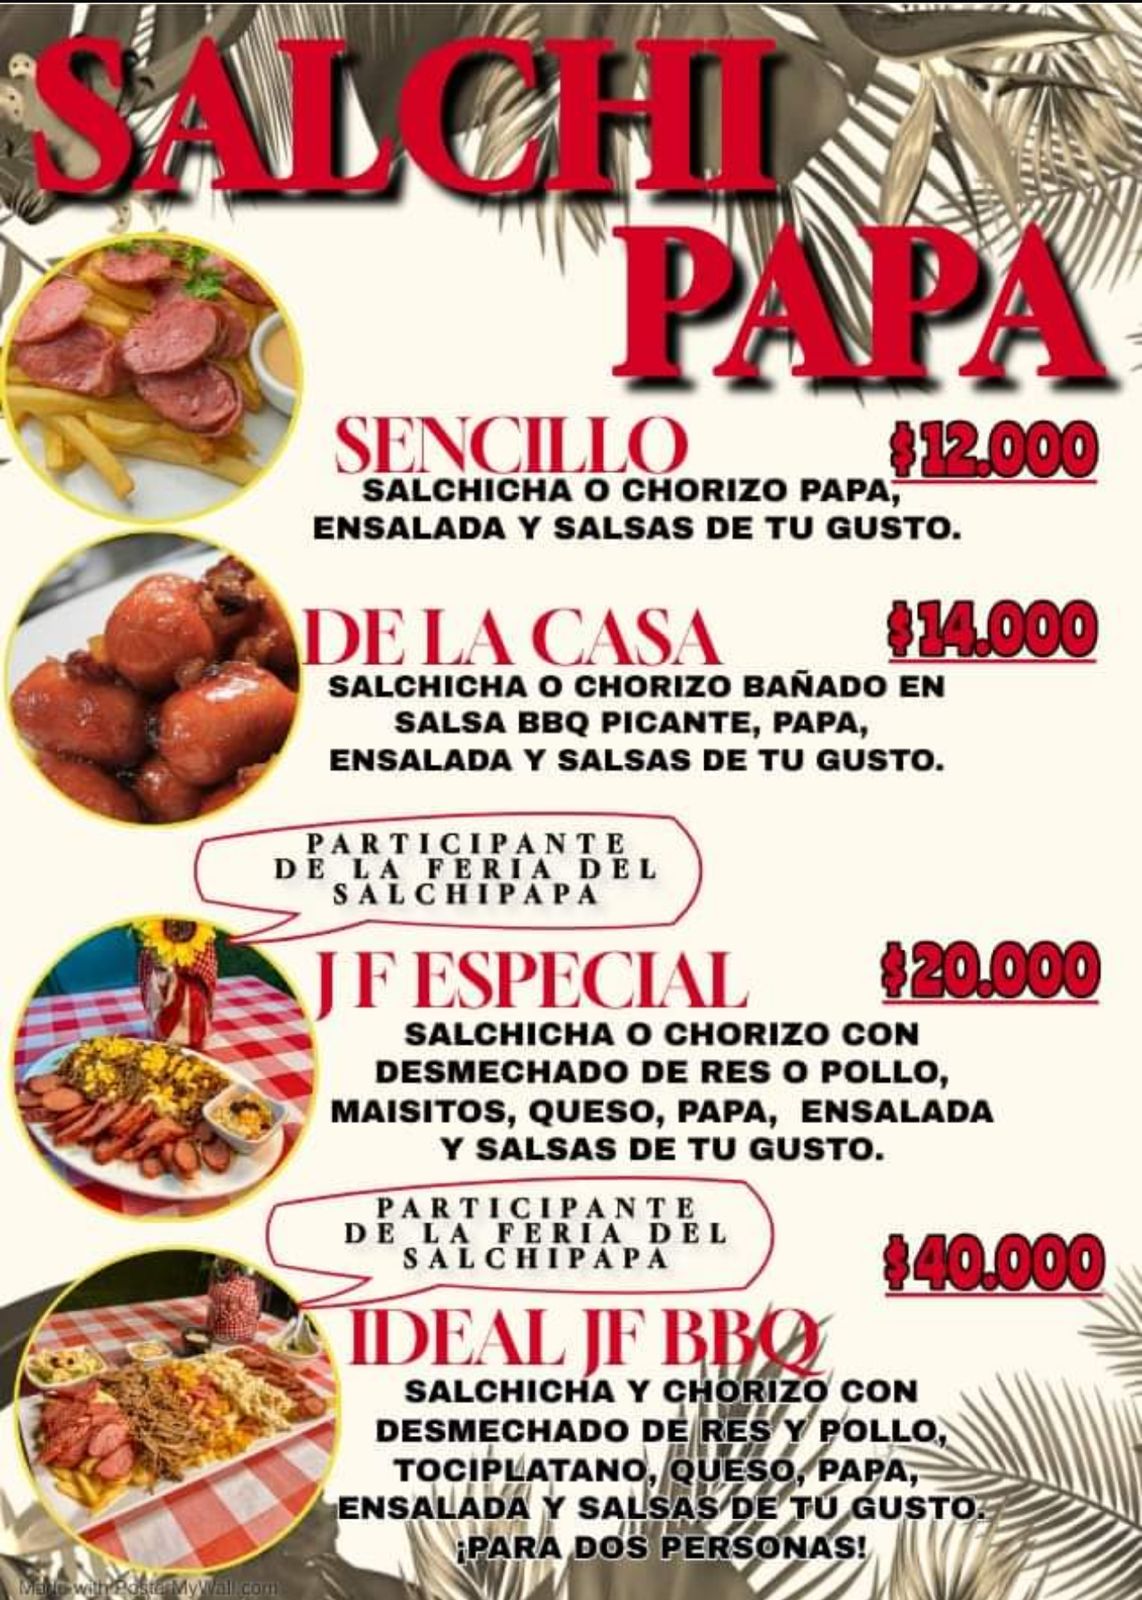 SALCHI
PAPA
SENCILLO $12.000
SALCHICHA O CHORIZO PAPA,
ENSALADA Y SALSAS DE TU GUSTO.
DE LA CASA $14.000
SALCHICHA O CHORIZO BAÑADO EN
SALSA BBQ PICANTE, PAPA,
ENSALADA Y SALSAS DE TU GUSTO.
PARTICIPANTE
DE LA FERIA DEL
SALCHIPAPA
J F ESPECIAL $20.000
SALCHICHA O CHORIZO CON
DESMECHADO DE RES O POLLO,
MAISITOS, QUESO, PAPA, ENSALADA
Y SALSAS DE TU GUSTO.
PARTICIPANTE
DE LA FERIA DEL
SALCHIPAPA
$40.000
IDEAL JF BBQ
SALCHICHA Y CHORIZO CON
DESMECHADO DE RES Y POLLO,
TOCIPLATANO, QUESO, PAPA,
ENSALADA Y SALSAS DE TU GUSTO.
¡PARA DOS PERSONAS!
Made with PosterMyWall.com